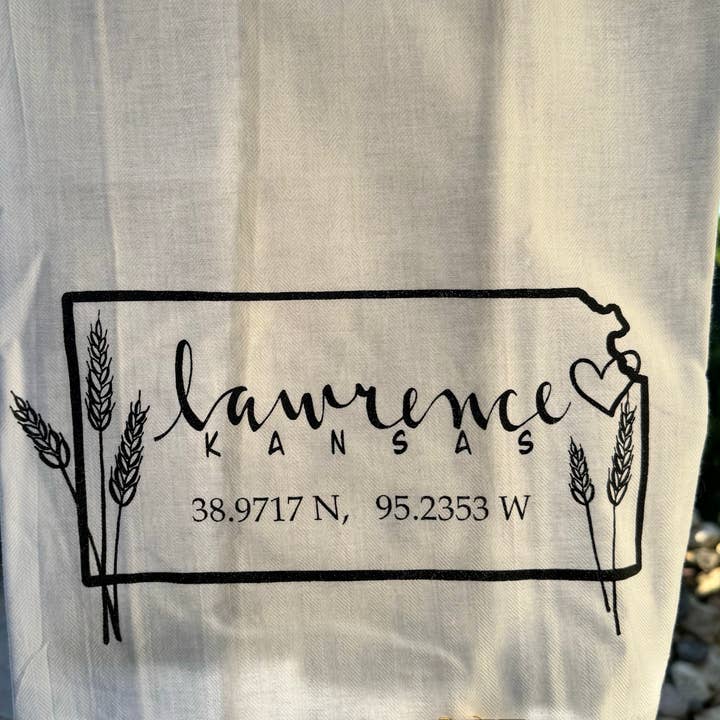 lawrence
KANSAS
38.9717 N, 95.2353 W